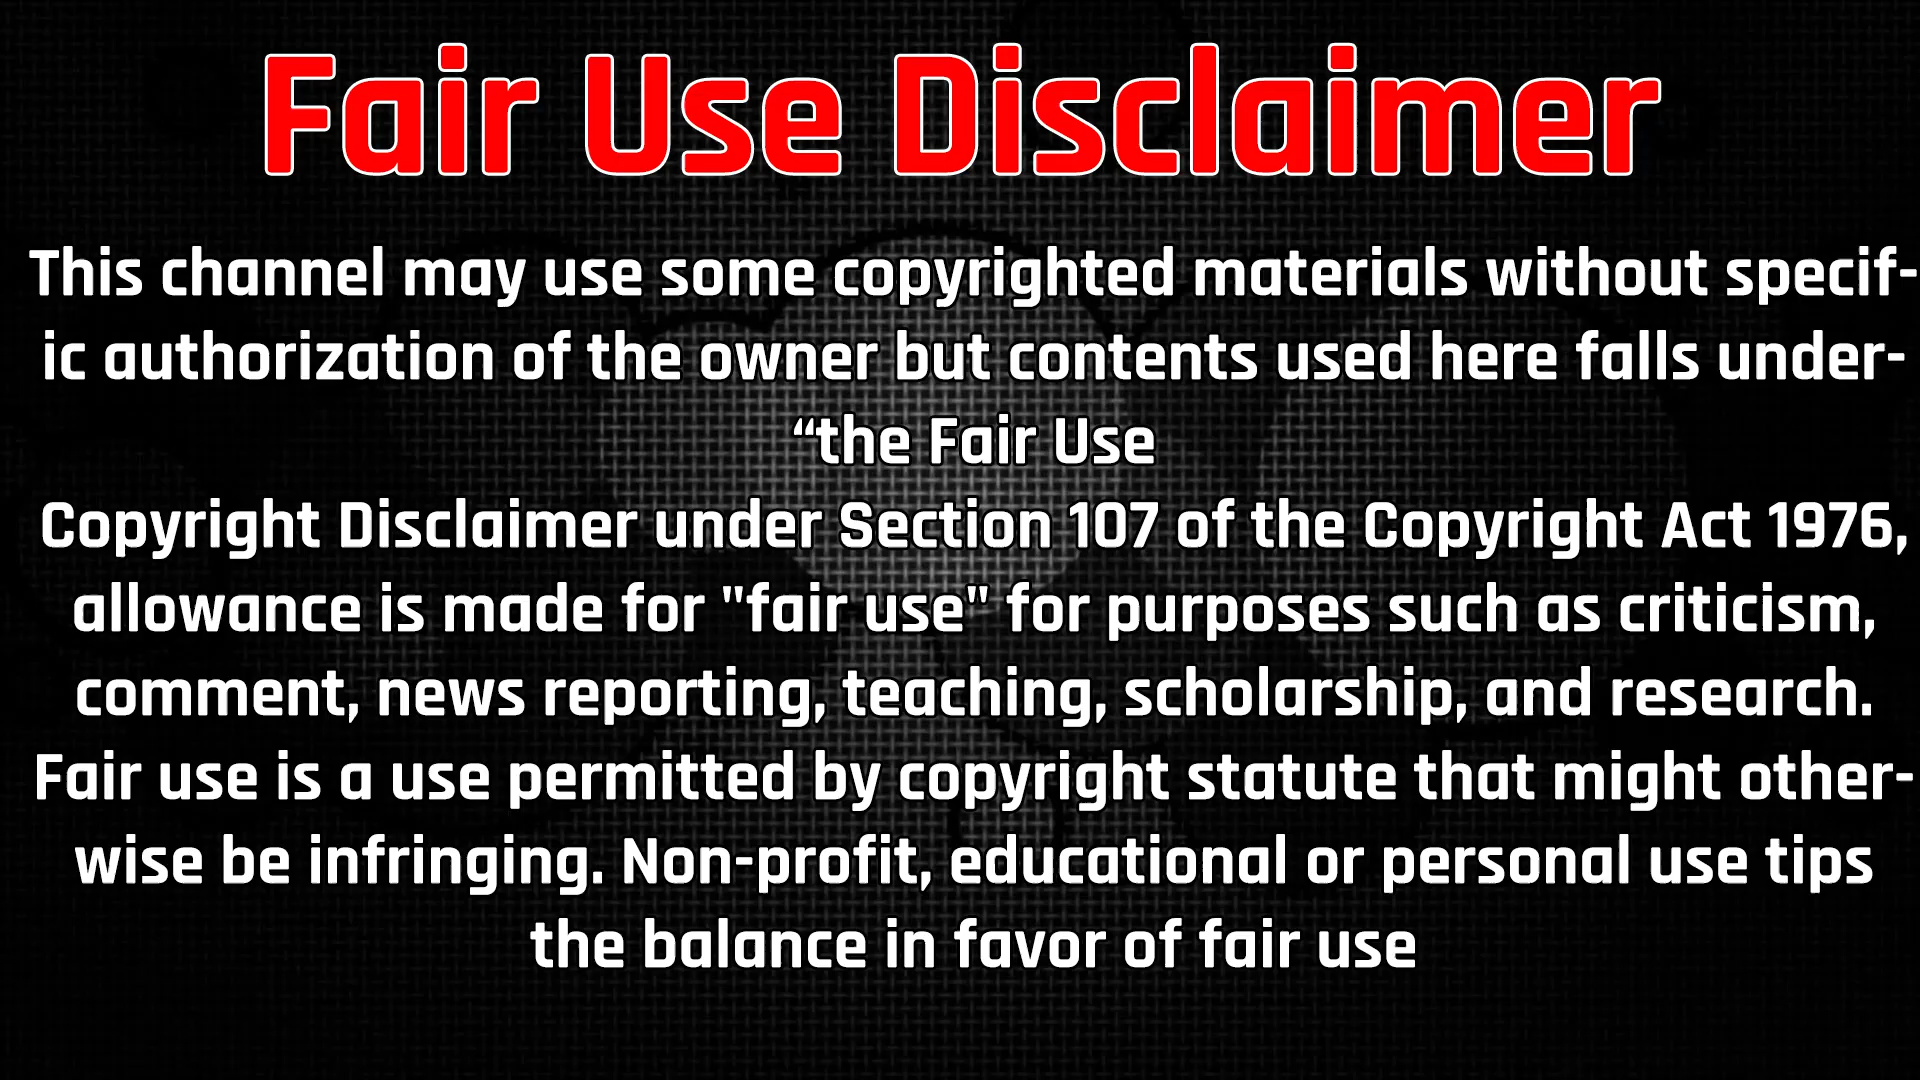 Fair Use Disclaimer
This channel may use some copyrighted materials without specif-
ic authorization of the owner but contents used here falls under-
“the Fair Use
Copyright Disclaimer under Section 107 of the Copyright Act 1976,
allowance is made for "fair use" for purposes such as criticism,
comment, news reporting, teaching, scholarship, and research.
Fair use is a use permitted by copyright statute that might other-
wise be infringing. Non-profit, educational or personal use tips
the balance in favor of fair use